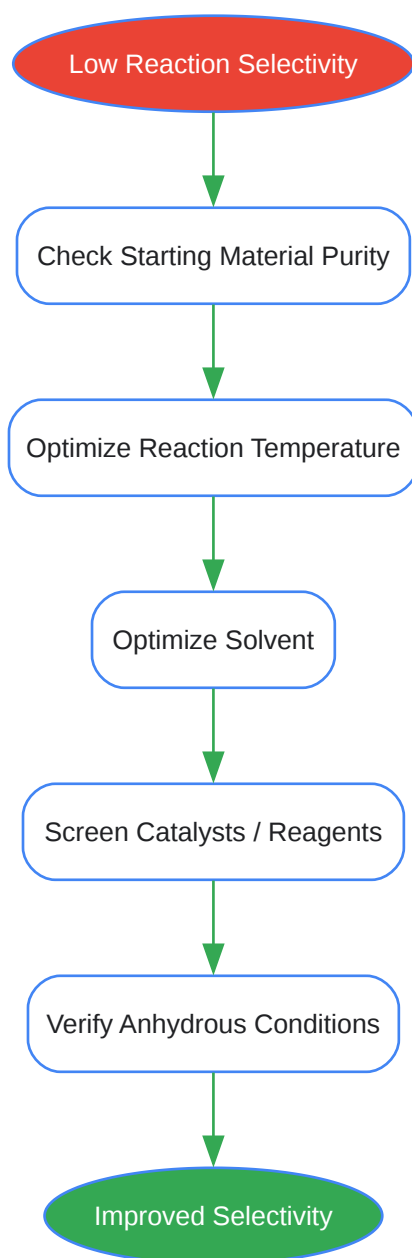 Low Reaction Selectivity
Check Starting Material Purity
Optimize Reaction Temperature
Optimize Solvent
Screen Catalysts / Reagents
Verify Anhydrous Conditions
Improved Selectivity